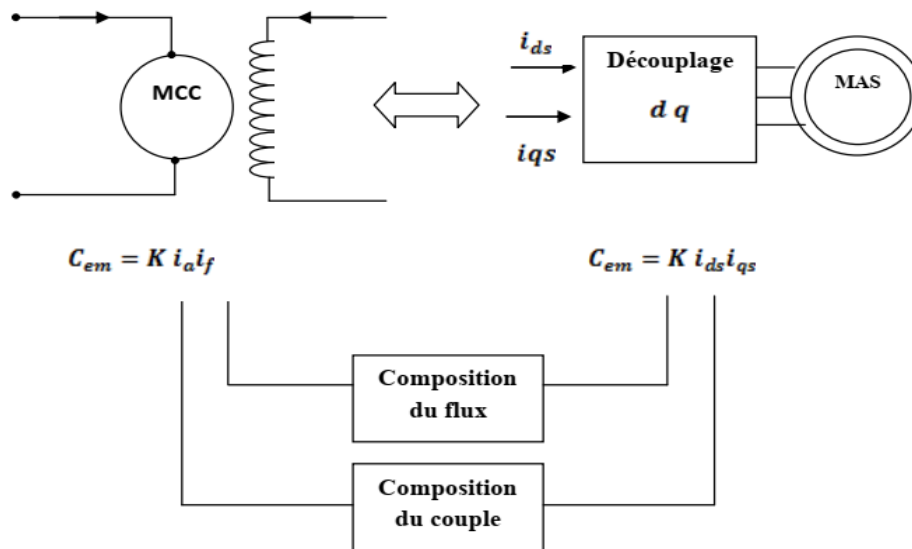 MCC
i_ds
iqs
Découplage
d q
MAS
C_em = K i_a i_f
C_em = K i_ds i_qs
Composition
du flux
Composition
du couple